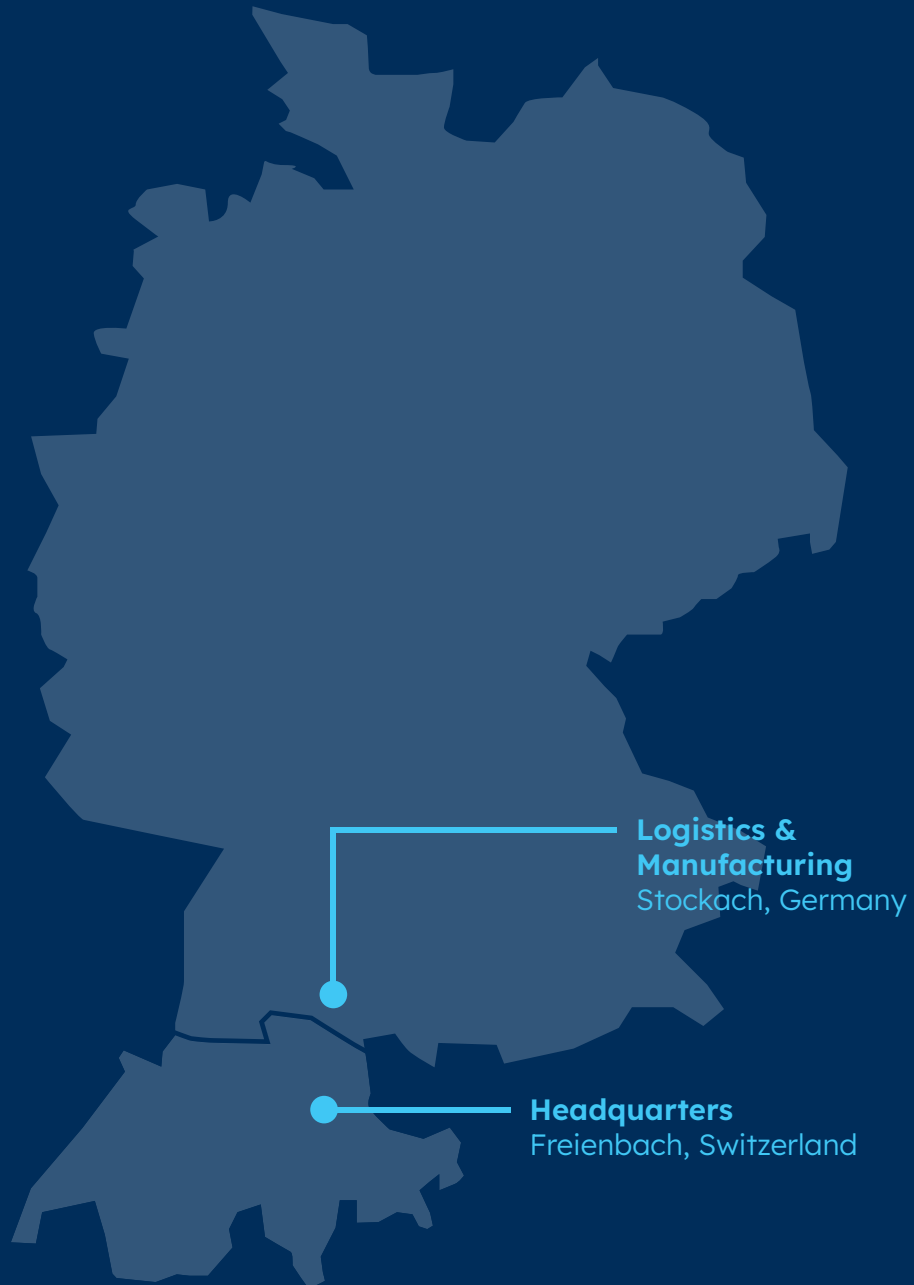 Logistics &
Manufacturing
Stockach, Germany
Headquarters
Freienbach, Switzerland